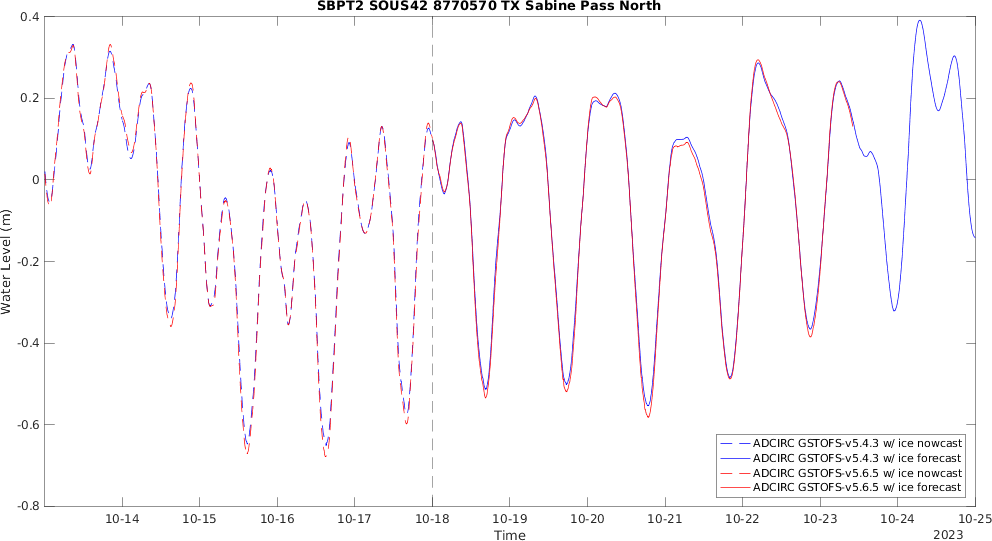 SBPT2 SOUS42 8770570 TX Sabine Pass North
0.4
0.2
0
-0.2
-0.4
-0.6
-0.8
Water Level (m)
10-14
10-15
10-16
10-17
10-18
10-19
10-20
10-21
10-22
10-23
10-24
10-25
Time
2023
ADCIRC GSTOFS-v5.4.3 w/ ice nowcast
ADCIRC GSTOFS-v5.4.3 w/ ice forecast
ADCIRC GSTOFS-v5.6.5 w/ ice nowcast
ADCIRC GSTOFS-v5.6.5 w/ ice forecast